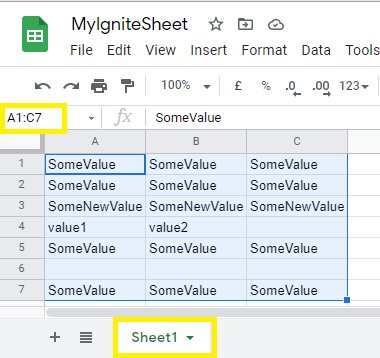 MyIgniteSheet
File Edit View Insert Format Data Tools
100% £ % .0 .00 123
A1:C7 fx SomeValue
A B C
1 SomeValue SomeValue SomeValue
2 SomeValue SomeValue SomeValue
3 SomeNewValue SomeNewValue SomeNewValue
4 value1 value2
5 SomeValue SomeValue SomeValue
6
7 SomeValue SomeValue SomeValue
Sheet1